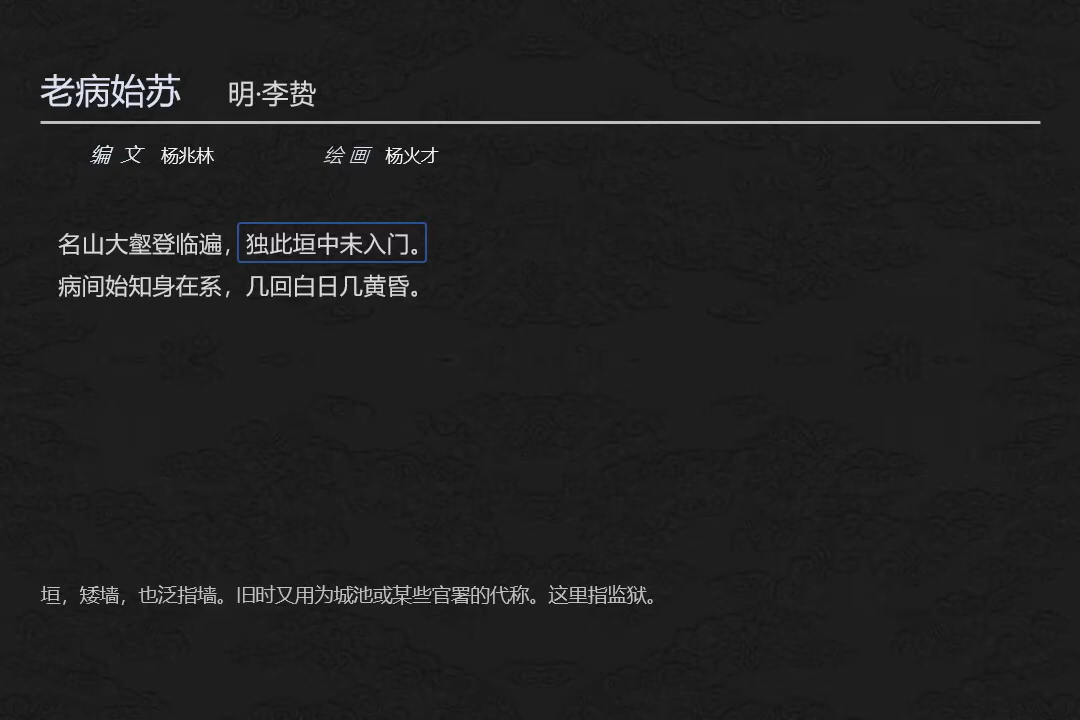 老病始苏 明·李贽
编文 杨兆林 绘画 杨火才
名山大壑登临遍，独此垣中未入门。
病间始知身在系，几回白日几黄昏。
垣，矮墙，也泛指墙。旧时又用为城池或某些官署的代称。这里指监狱。